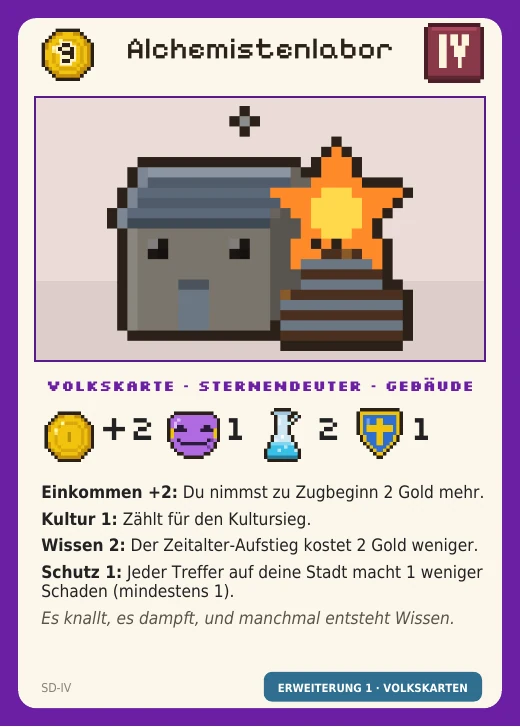 9 Alchemistenlabor IV
VOLKSKARTE · STERNENDEUTER · GEBÄUDE
+2 1 2 1
Einkommen +2: Du nimmst zu Zugbeginn 2 Gold mehr.
Kultur 1: Zählt für den Kultursieg.
Wissen 2: Der Zeitalter-Aufstieg kostet 2 Gold weniger.
Schutz 1: Jeder Treffer auf deine Stadt macht 1 weniger
Schaden (mindestens 1).
Es knallt, es dampft, und manchmal entsteht Wissen.
SD-IV ERWEITERUNG 1 · VOLKSKARTEN